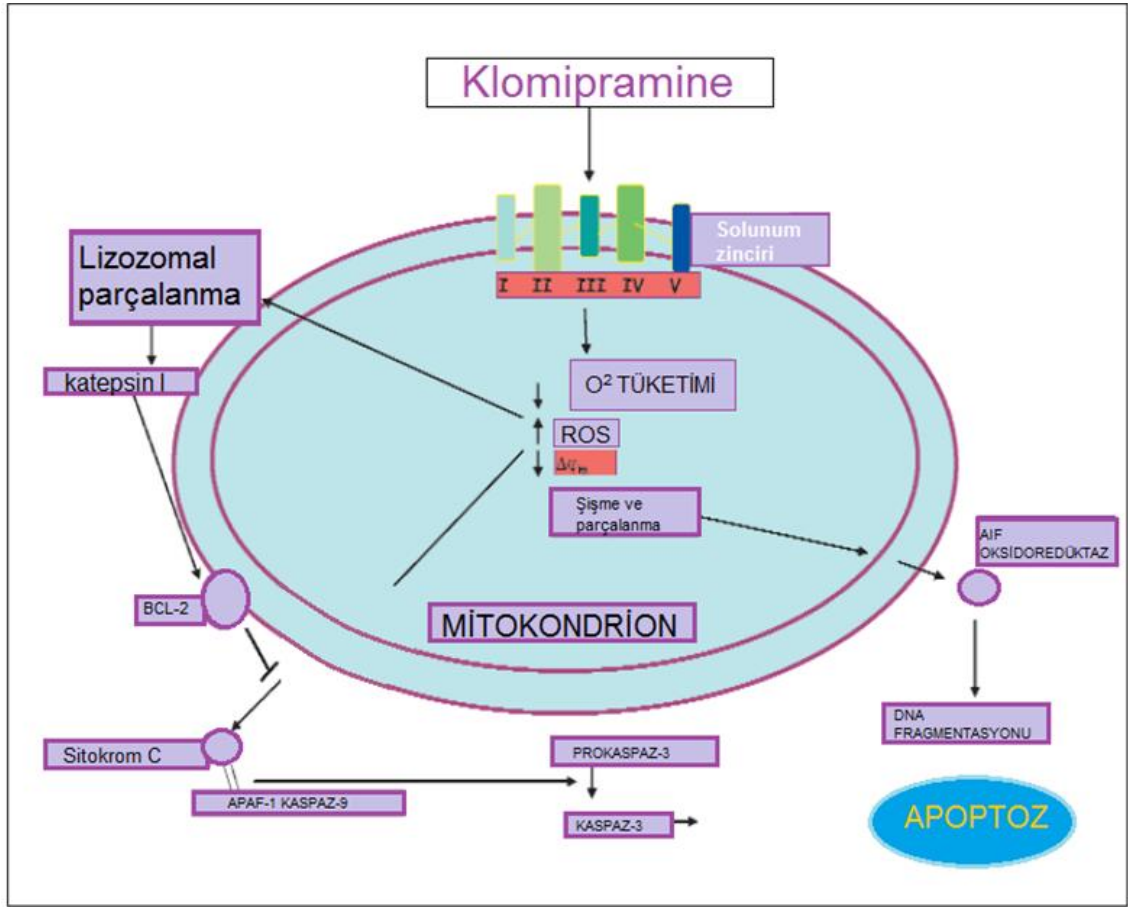 Klomipramine
Solunum
zinciri
Lizozomal
parçalanma
I II III IV V
katepsin l
O² TÜKETİMİ
ROS
Şişme ve
parçalanma
AIF
OKSİDOREDÜKTAZ
BCL-2
MİTOKONDRİON
DNA
FRAGMENTASYONU
Sitokrom C
PROKASPAZ-3
APAF-1 KASPAZ-9
KASPAZ-3
APOPTOZ